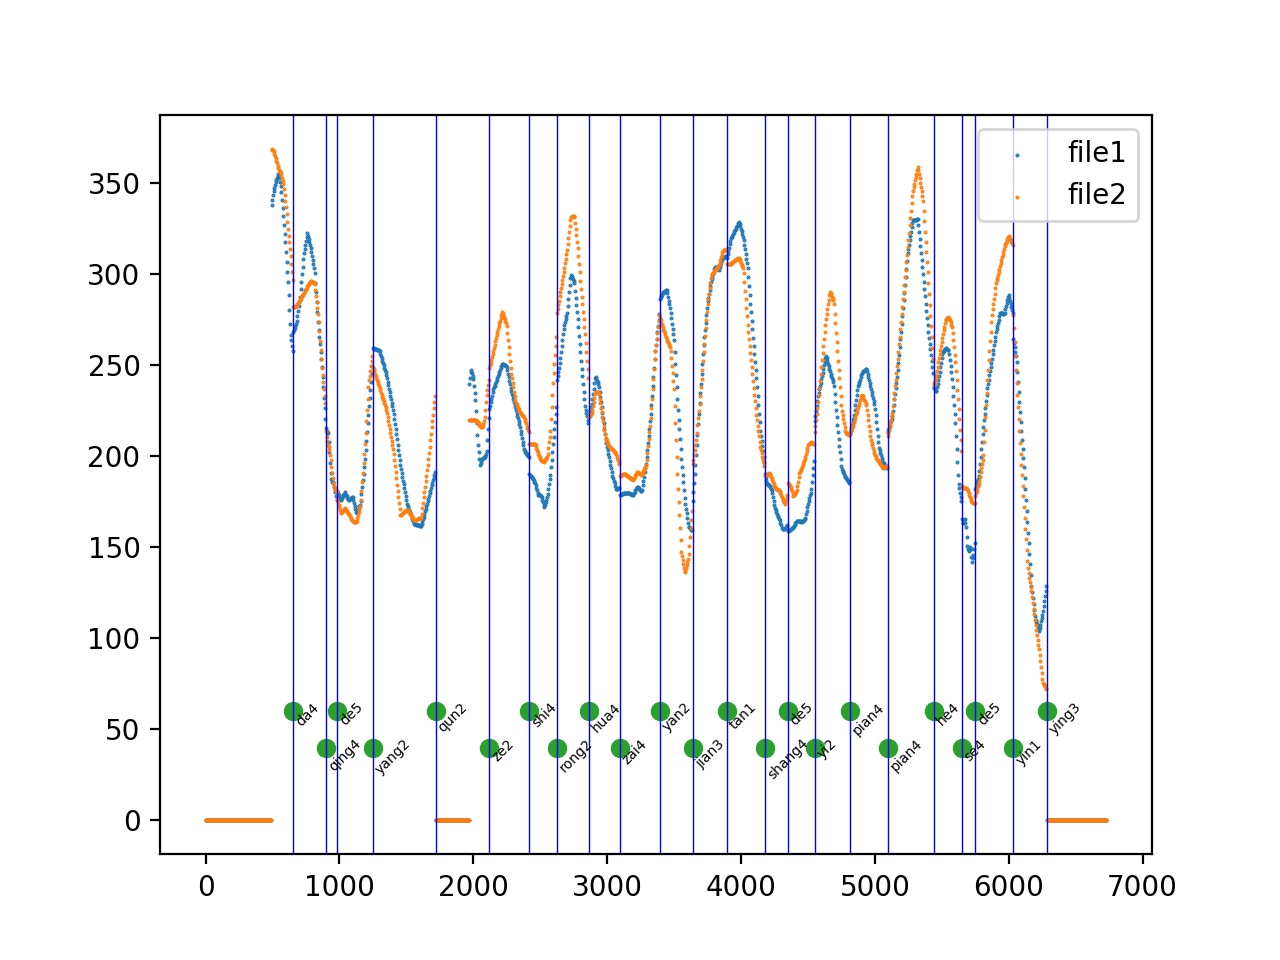 file1
file2
350
300
250
200
150
100
50
0
da4
de5
qun2
shi4
hua4
yan2
tan1
de5
pian4
he4
de5
ying3
qing4
yang2
ze2
rong2
zai4
jian3
shang4
yi2
pian4
se4
yin1
0 1000 2000 3000 4000 5000 6000 7000